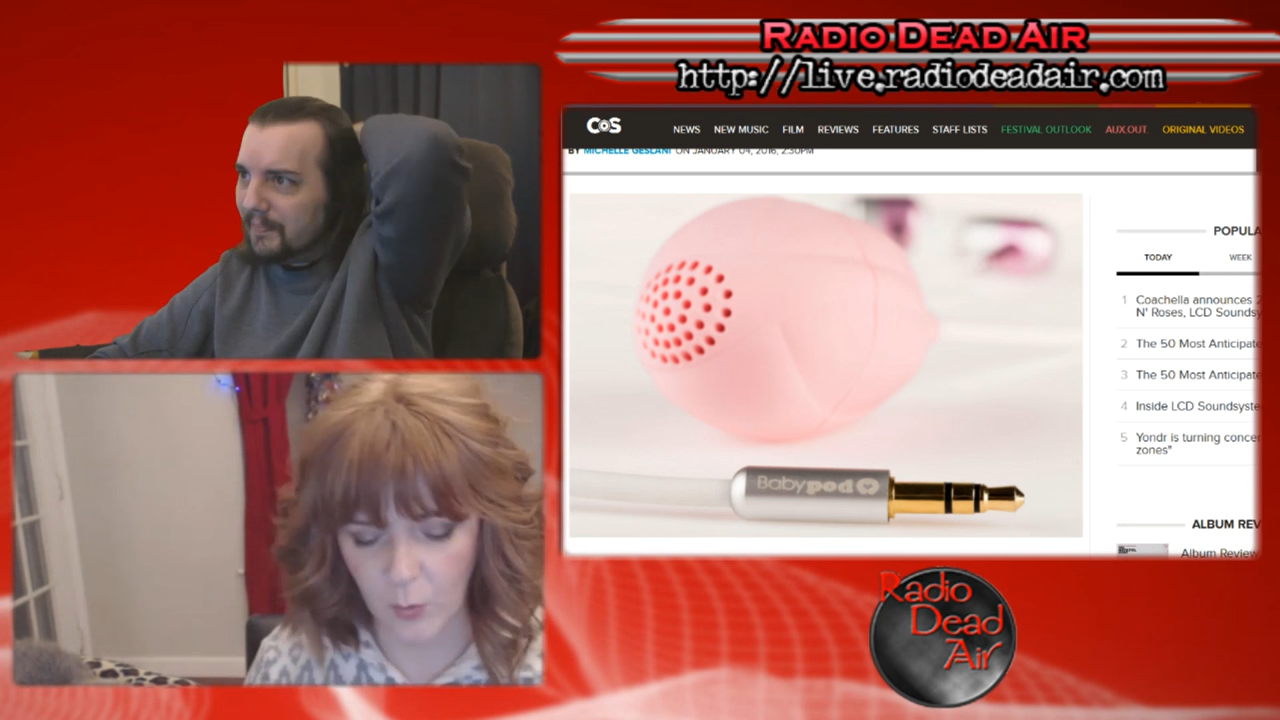 RADIO DEAD AIR
http://live.radiodeadair.com
COS NEWS NEW MUSIC FILM REVIEWS FEATURES STAFF LISTS FESTIVAL OUTLOOK AUX.OUT. ORIGINAL VIDEOS
BY MICHELLE GESLANI ON JANUARY 04, 2016, 2:30PM
POPULA
TODAY WEEK
1 Coachella announces 2
N' Roses, LCD Soundsy
2 The 50 Most Anticipate
3 The 50 Most Anticipate
4 Inside LCD Soundsyste
5 Yondr is turning conce
zones"
Babypod
ALBUM REV
Album Review
Radio
Dead
Air